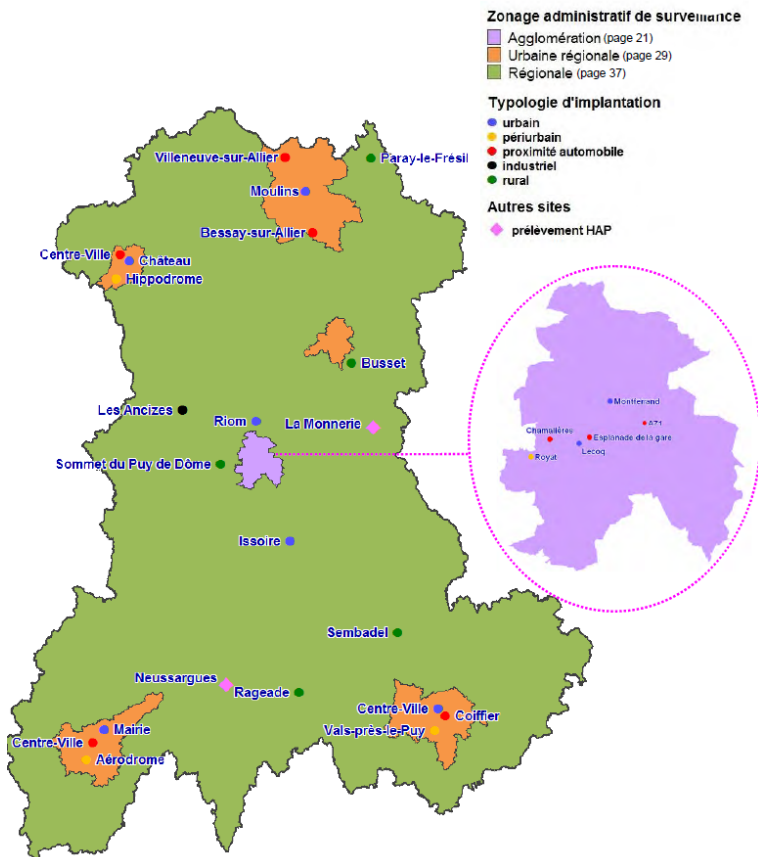 Zonage administratif de surveillance
Agglomération (page 21)
Urbaine régionale (page 29)
Régionale (page 37)
Typologie d'implantation
urbain
périurbain
proximité automobile
industriel
rural
Autres sites
prélèvement HAP
Villeneuve-sur-Allier
Paray-le-Frésil
Moulins
Bessay-sur-Allier
Centre-Ville
Château
Hippodrome
Busset
Les Ancizes
Riom
La Monnerie
Sommet du Puy de Dôme
Issoire
Montferrand
Chamalières
Esplanade de la gare
Lecoq
Royat
Sembadel
Neussargues
Rageade
Centre-Ville
Coiffier
Vals-près-le-Puy
Mairie
Centre-Ville
Aérodrome